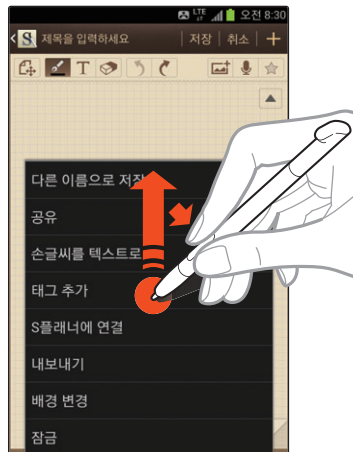 LTE 오전 8:30
S 제목을 입력하세요 저장 취소 +
T
다른 이름으로 저장
공유
손글씨를 텍스트로
태그 추가
S플래너에 연결
내보내기
배경 변경
잠금